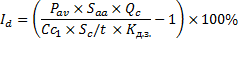 I_d = (P_av × S_aa × Q_c / Cc_1 × S_c/t × K_д.з. − 1) × 100%